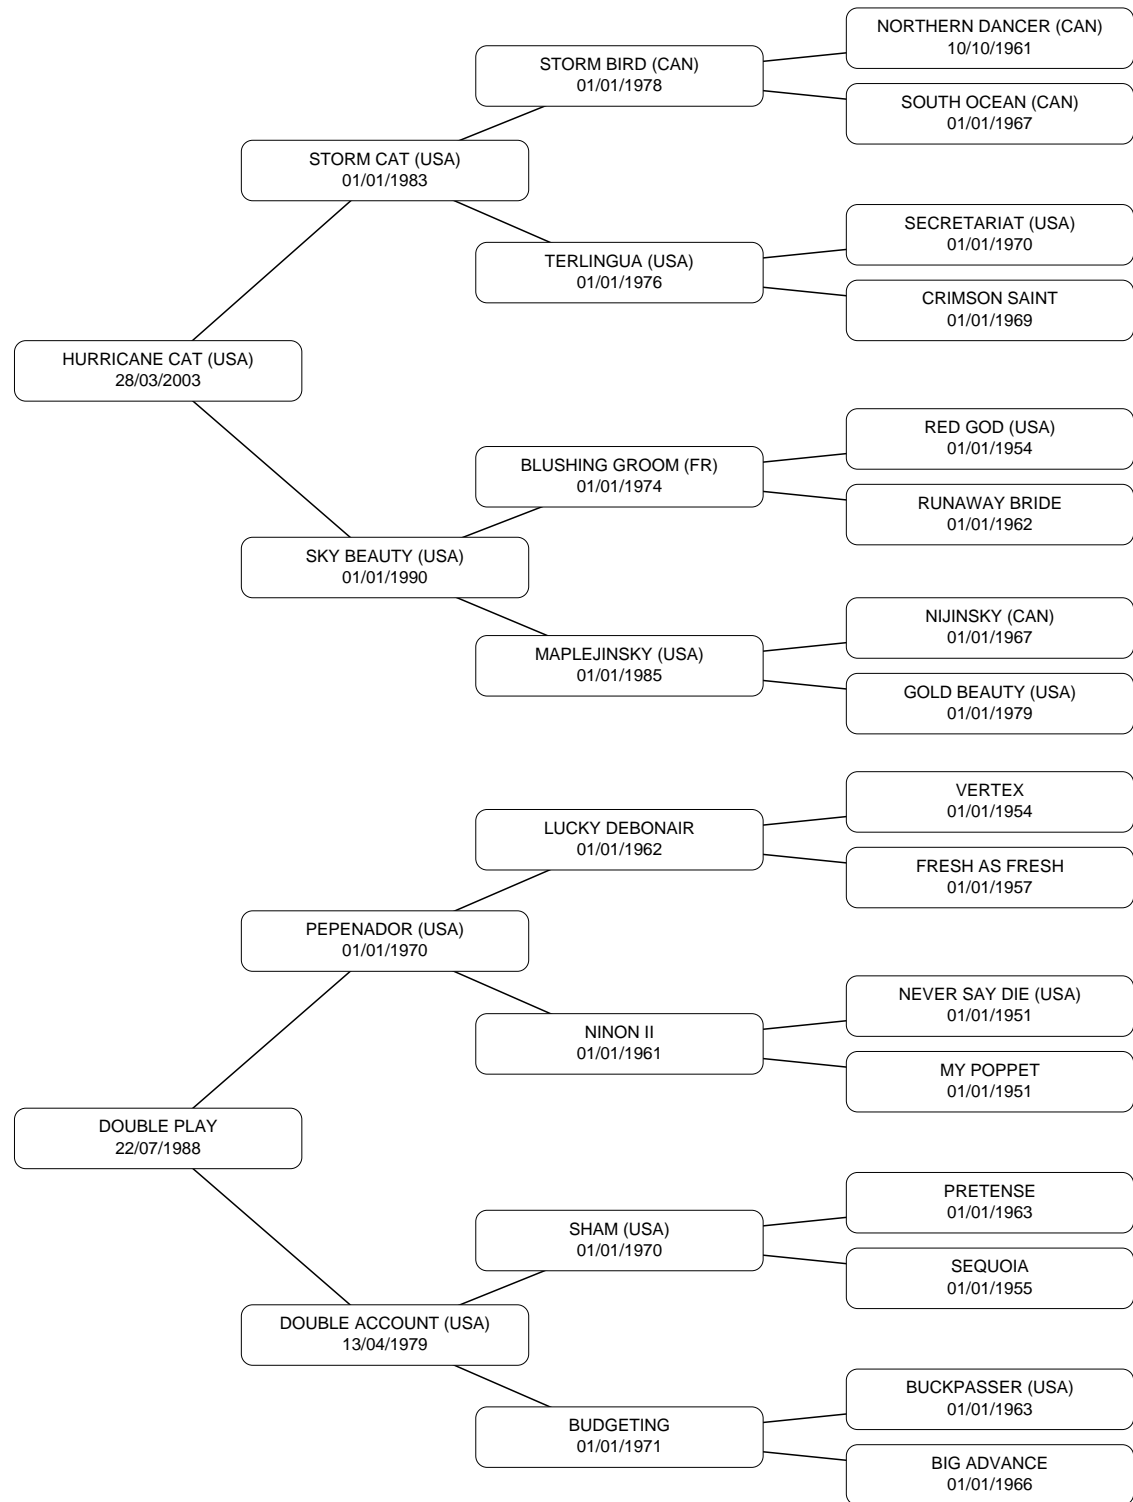 NORTHERN DANCER (CAN)
10/10/1961
STORM BIRD (CAN)
01/01/1978
SOUTH OCEAN (CAN)
01/01/1967
STORM CAT (USA)
01/01/1983
SECRETARIAT (USA)
01/01/1970
TERLINGUA (USA)
01/01/1976
CRIMSON SAINT
01/01/1969
HURRICANE CAT (USA)
28/03/2003
RED GOD (USA)
01/01/1954
BLUSHING GROOM (FR)
01/01/1974
RUNAWAY BRIDE
01/01/1962
SKY BEAUTY (USA)
01/01/1990
NIJINSKY (CAN)
01/01/1967
MAPLEJINSKY (USA)
01/01/1985
GOLD BEAUTY (USA)
01/01/1979
VERTEX
01/01/1954
LUCKY DEBONAIR
01/01/1962
FRESH AS FRESH
01/01/1957
PEPENADOR (USA)
01/01/1970
NEVER SAY DIE (USA)
01/01/1951
NINON II
01/01/1961
MY POPPET
01/01/1951
DOUBLE PLAY
22/07/1988
PRETENSE
01/01/1963
SHAM (USA)
01/01/1970
SEQUOIA
01/01/1955
DOUBLE ACCOUNT (USA)
13/04/1979
BUCKPASSER (USA)
01/01/1963
BUDGETING
01/01/1971
BIG ADVANCE
01/01/1966